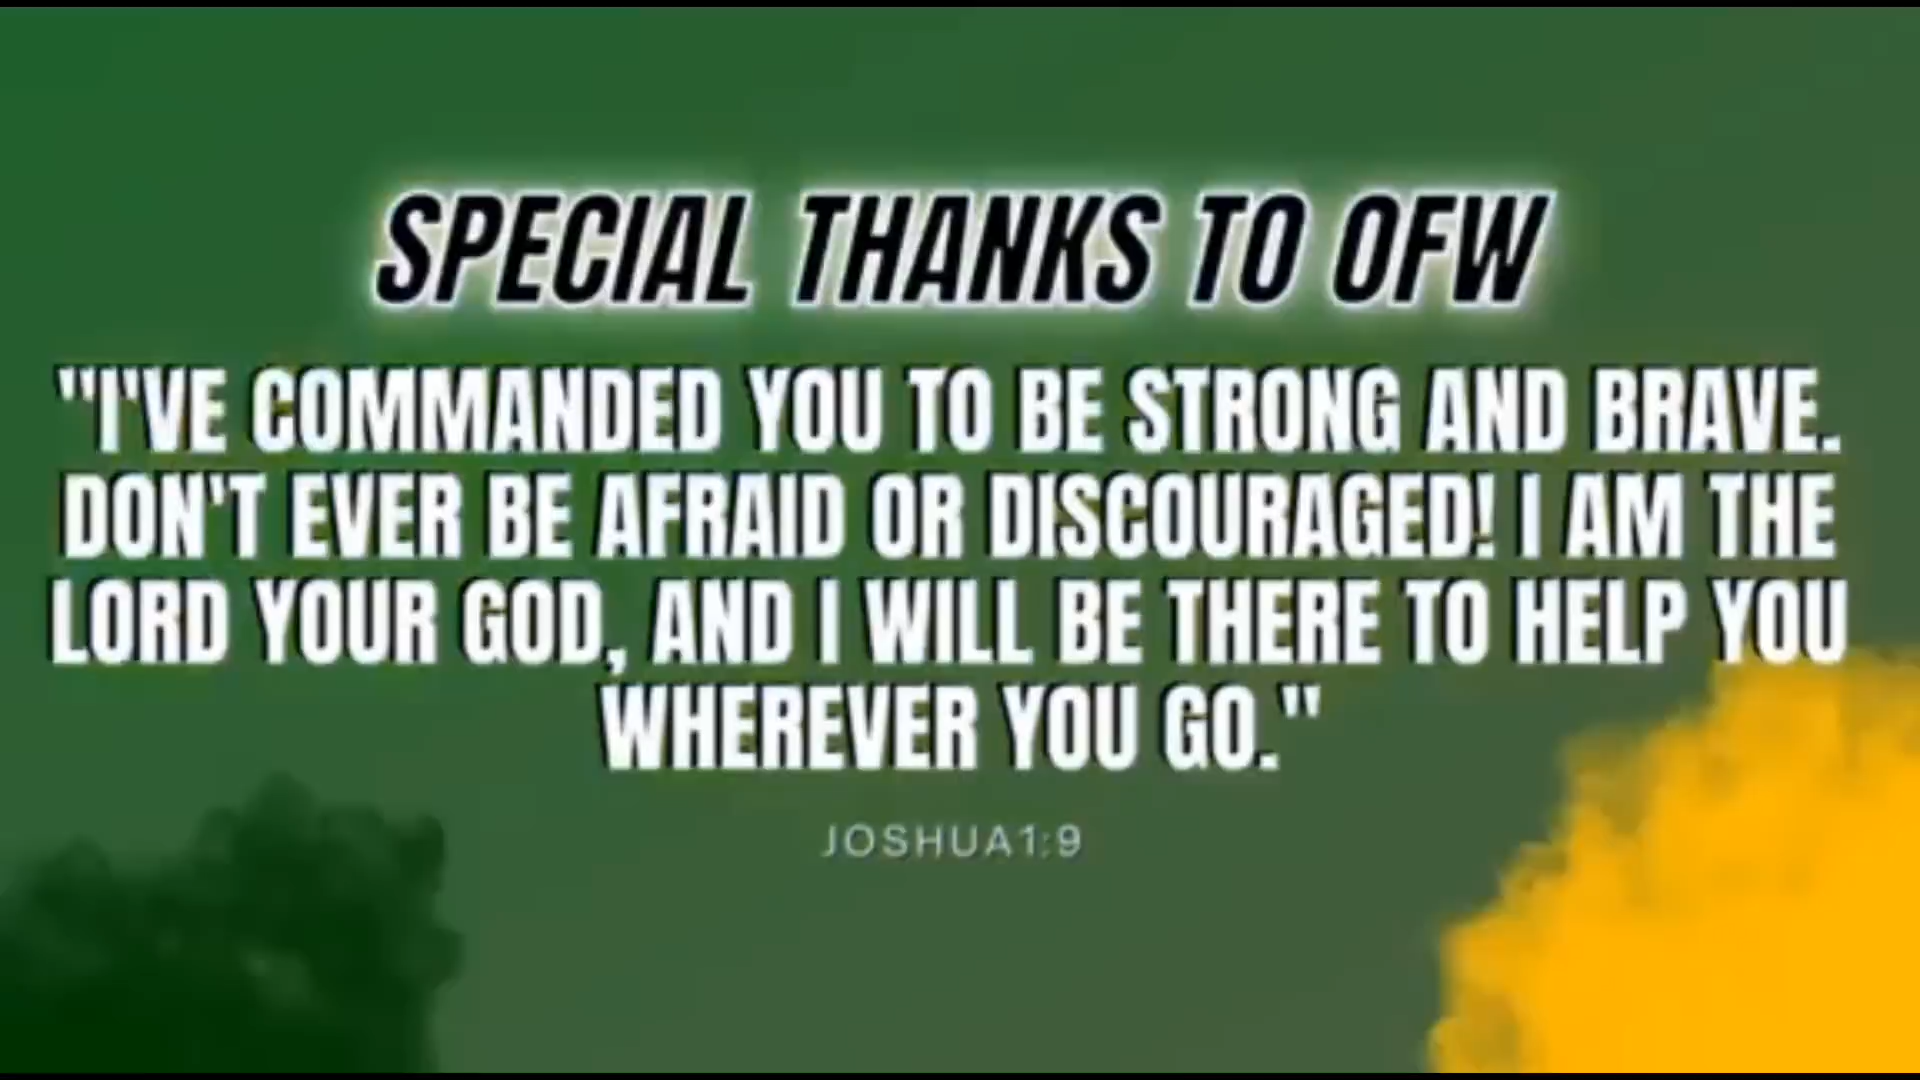 SPECIAL THANKS TO OFW
"I'VE COMMANDED YOU TO BE STRONG AND BRAVE.
DON'T EVER BE AFRAID OR DISCOURAGED! I AM THE
LORD YOUR GOD, AND I WILL BE THERE TO HELP YOU
WHEREVER YOU GO."
JOSHUA1:9